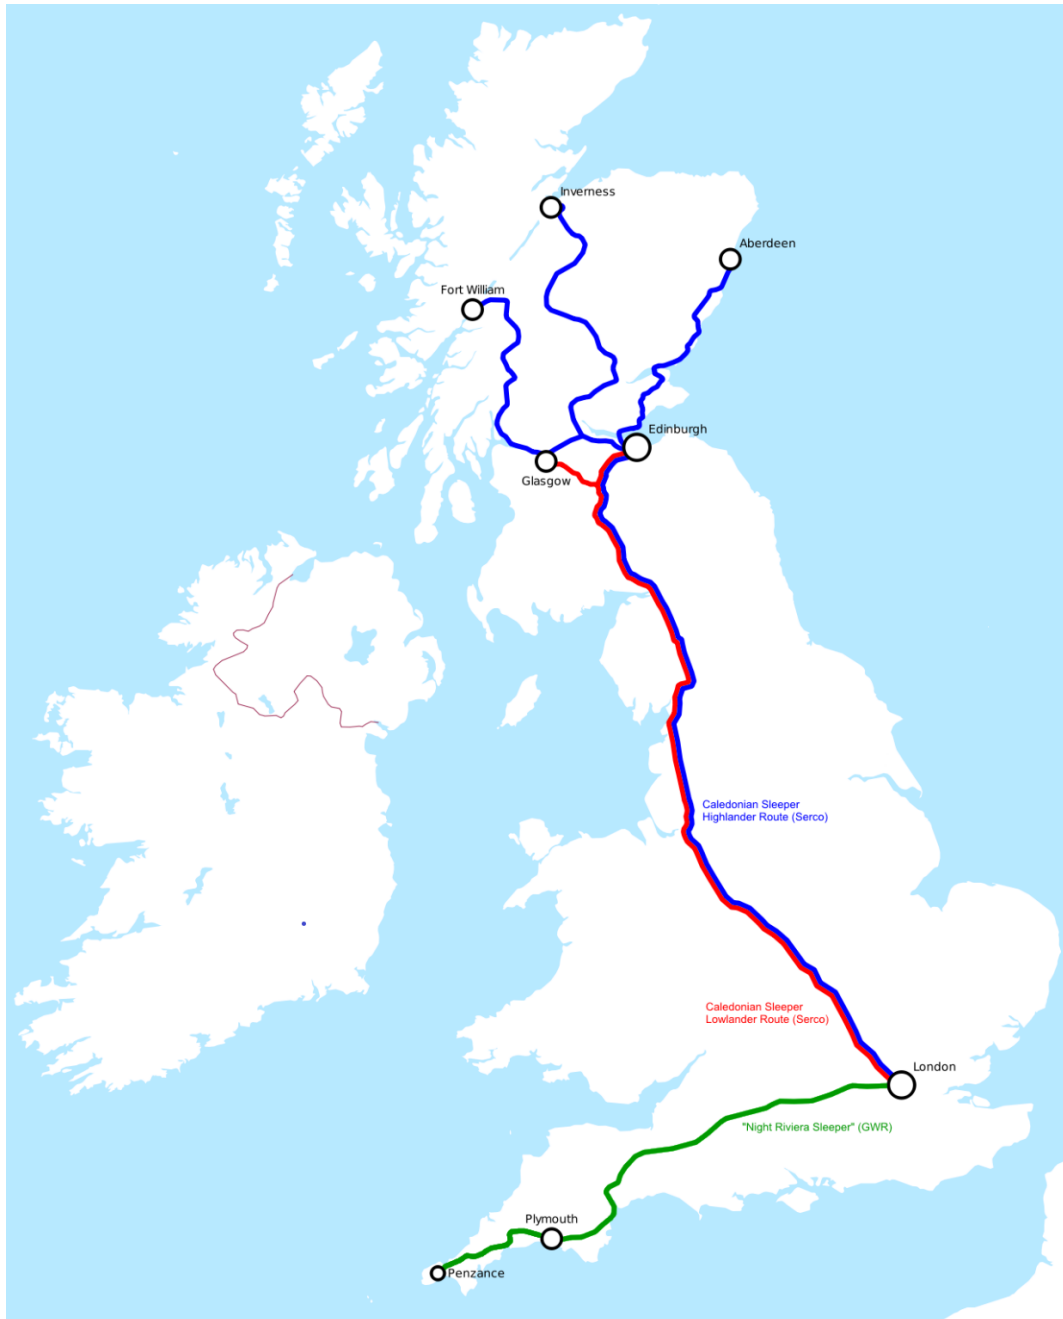 Inverness
Aberdeen
Fort William
Edinburgh
Glasgow
Caledonian Sleeper
Highlander Route (Serco)
Caledonian Sleeper
Lowlander Route (Serco)
London
"Night Riviera Sleeper" (GWR)
Plymouth
Penzance